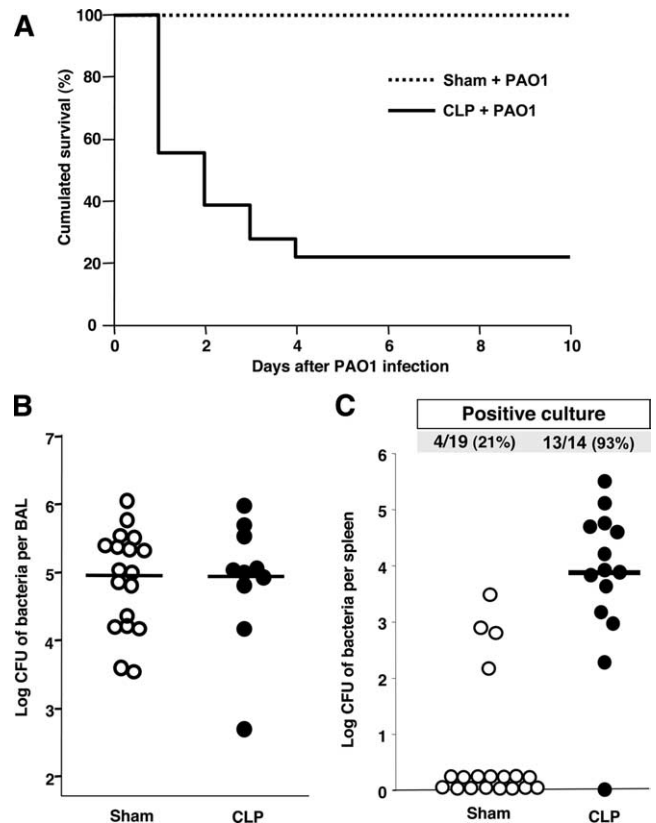 A
100
80
60
40
20
0
Cumulated survival (%)
Sham + PAO1
CLP + PAO1
0 2 4 6 8 10
Days after PAO1 infection
B
7
6
5
4
3
2
Log CFU of bacteria per BAL
Sham CLP
C
Positive culture
4/19 (21%) 13/14 (93%)
6
5
4
3
2
1
0
Log CFU of bacteria per spleen
Sham CLP